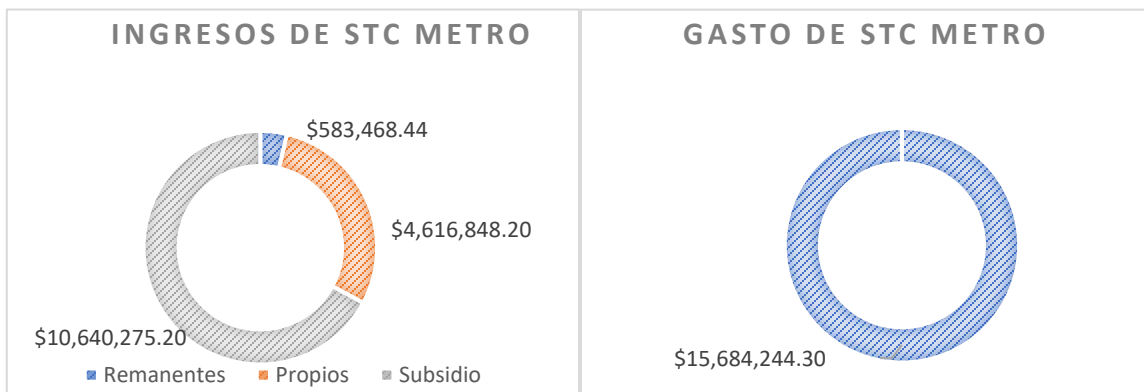 INGRESOS DE STC METRO
$583,468.44
$4,616,848.20
$10,640,275.20
Remanentes Propios Subsidio
GASTO DE STC METRO
$15,684,244.30